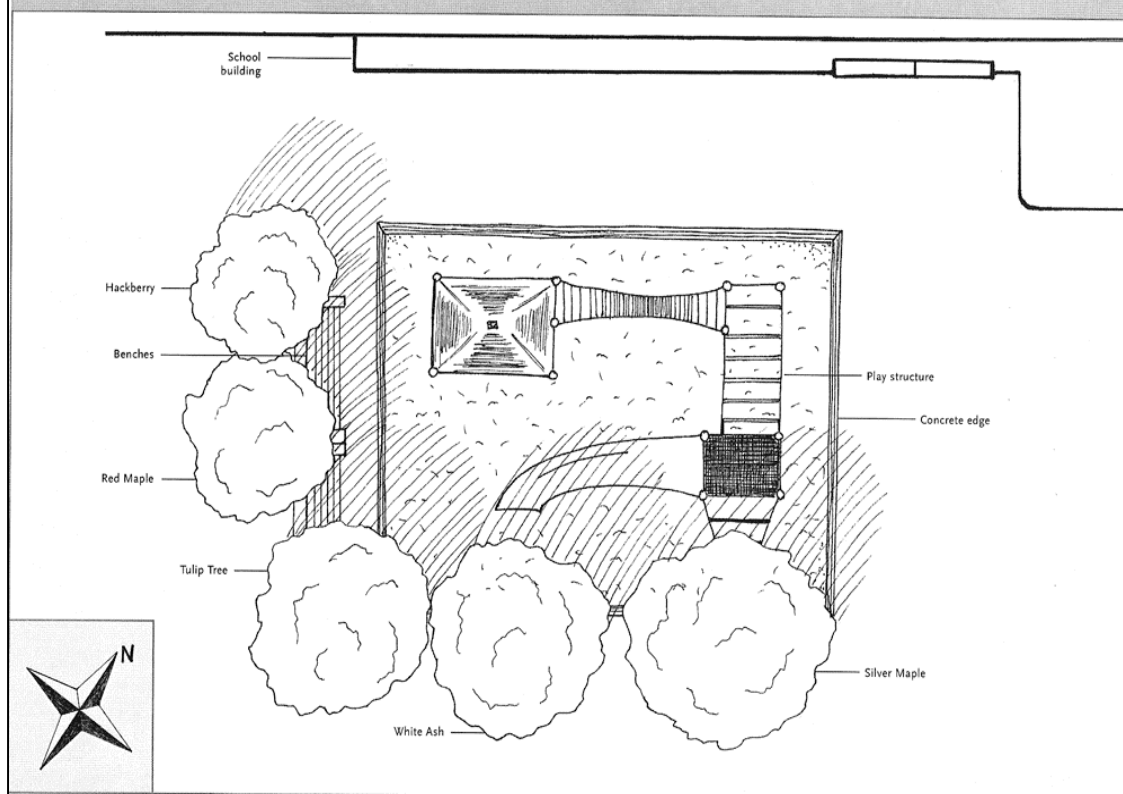 School
building
Hackberry
Benches
Play structure
Concrete edge
Red Maple
Tulip Tree
N
Silver Maple
White Ash